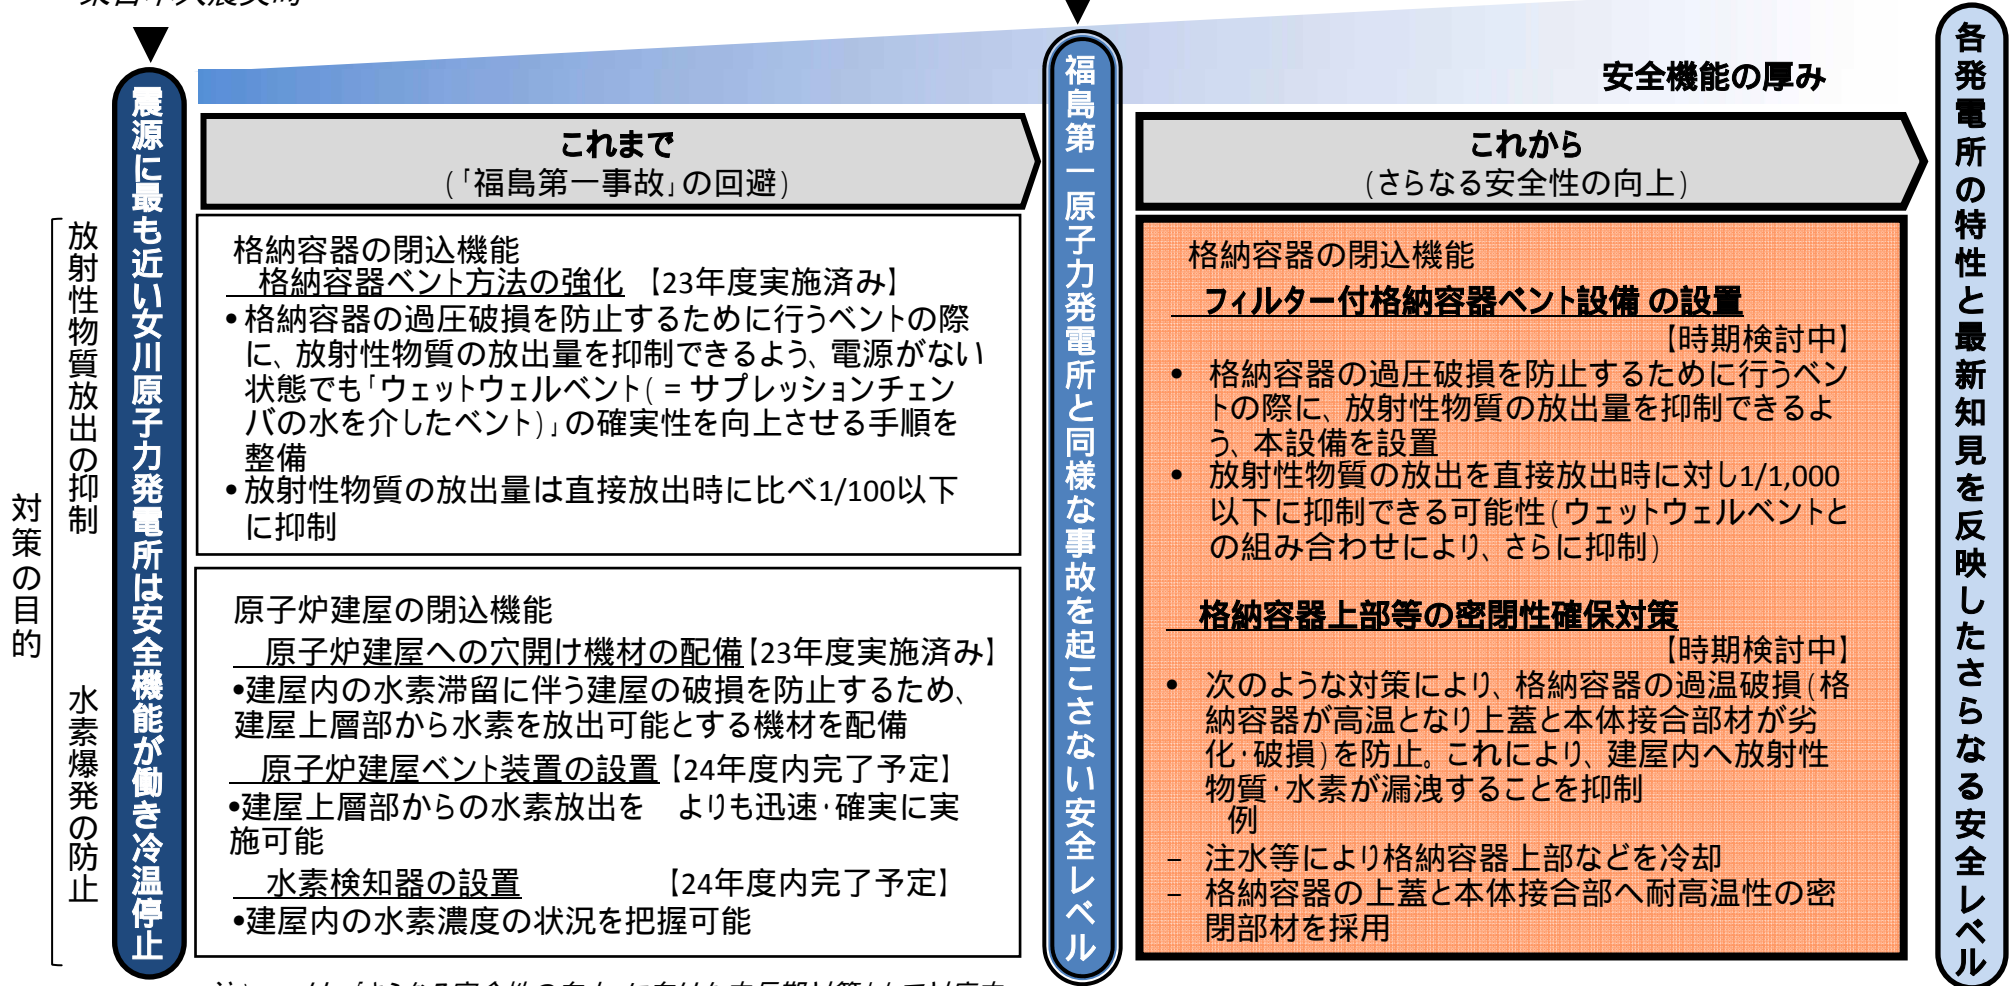 安全機能の厚み
対策の目的
放射性物質放出の抑制
水素爆発の防止
震源に最も近い女川原子力発電所は安全機能が働き冷温停止
これまで
(「福島第一事故」の回避)
格納容器の閉込機能
格納容器ベント方法の強化 【23年度実施済み】
•格納容器の過圧破損を防止するために行うベントの際
に、放射性物質の放出量を抑制できるよう、電源がない
状態でも「ウェットウェルベント(=サプレッションチェン
バの水を介したベント)」の確実性を向上させる手順を
整備
•放射性物質の放出量は直接放出時に比べ1/100以下
に抑制
原子炉建屋の閉込機能
原子炉建屋への穴開け機材の配備【23年度実施済み】
•建屋内の水素滞留に伴う建屋の破損を防止するため、
建屋上層部から水素を放出可能とする機材を配備
原子炉建屋ベント装置の設置【24年度内完了予定】
•建屋上層部からの水素放出を よりも迅速・確実に実
施可能
水素検知器の設置 【24年度内完了予定】
•建屋内の水素濃度の状況を把握可能
福島第一原子力発電所と同様な事故を起こさない安全レベル
これから
(さらなる安全性の向上)
格納容器の閉込機能
フィルター付格納容器ベント設備 の設置
【時期検討中】
• 格納容器の過圧破損を防止するために行うベン
トの際に、放射性物質の放出量を抑制できるよ
う、本設備を設置
• 放射性物質の放出を直接放出時に対し1/1,000
以下に抑制できる可能性(ウェットウェルベントと
の組み合わせにより、さらに抑制)
格納容器上部等の密閉性確保対策
【時期検討中】
• 次のような対策により、格納容器の過温破損(格
納容器が高温となり上蓋と本体接合部材が劣
化・破損)を防止。これにより、建屋内へ放射性
物質・水素が漏洩することを抑制
例
– 注水等により格納容器上部などを冷却
– 格納容器の上蓋と本体接合部へ耐高温性の密
閉部材を採用
各発電所の特性と最新知見を反映したさらなる安全レベル